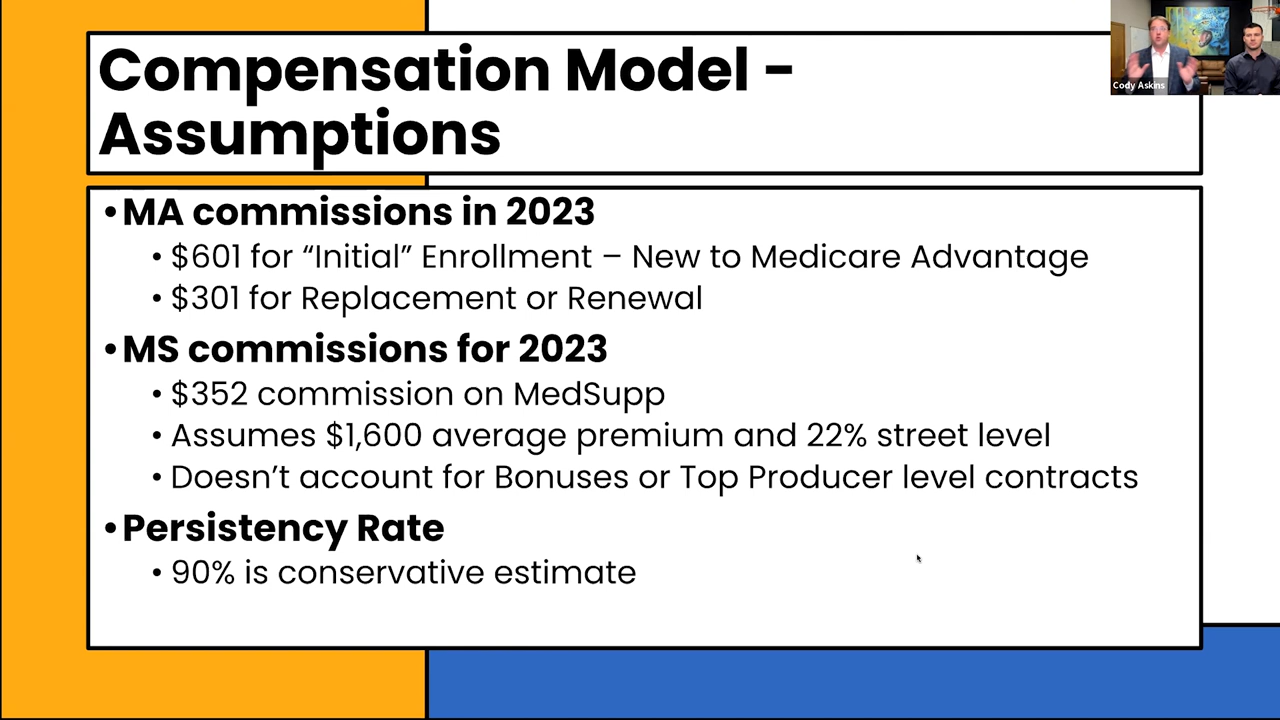 Compensation Model -
Assumptions
Cody Askins
•MA commissions in 2023
• $601 for “Initial” Enrollment – New to Medicare Advantage
• $301 for Replacement or Renewal
•MS commissions for 2023
• $352 commission on MedSupp
• Assumes $1,600 average premium and 22% street level
• Doesn’t account for Bonuses or Top Producer level contracts
•Persistency Rate
• 90% is conservative estimate